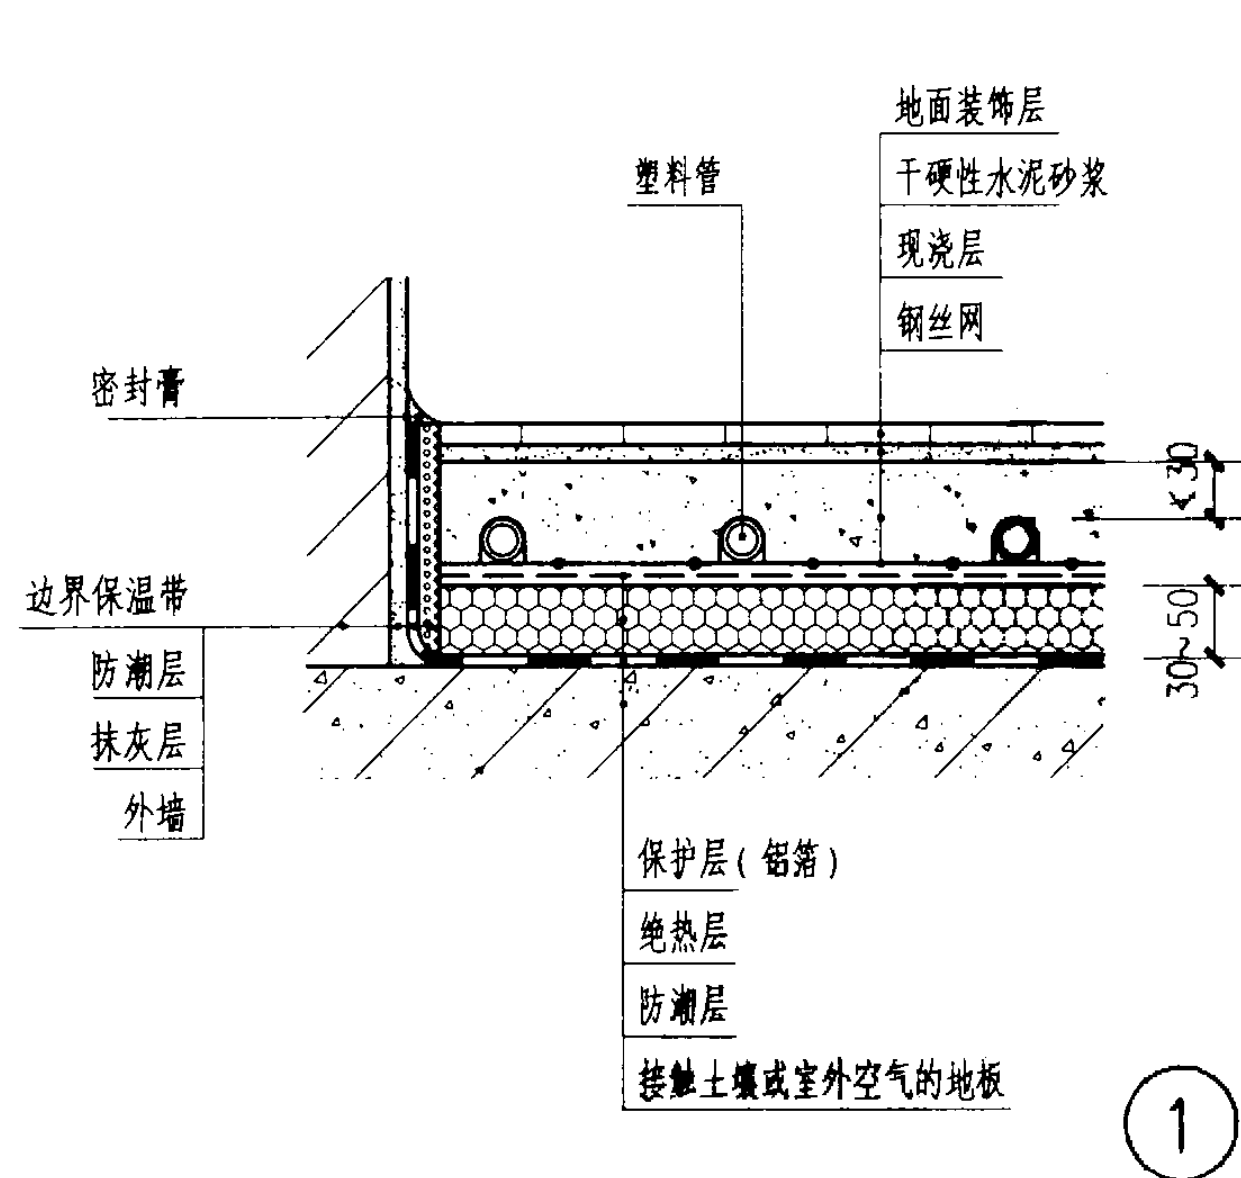 地面装饰层
塑料管
干硬性水泥砂浆
现浇层
钢丝网
密封膏
30
边界保温带
防潮层
抹灰层
外墙
30~50
保护层(铝箔)
绝热层
防潮层
接触土壤或室外空气的地板
1